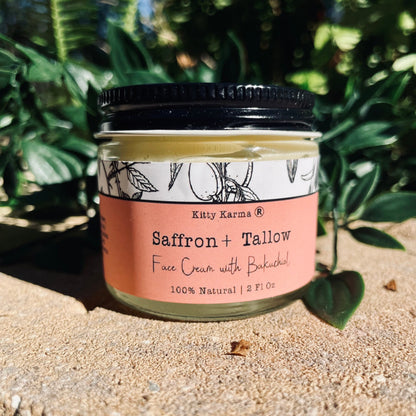 Kitty Karma ®
Saffron + Tallow
Face Cream with Bakuchiol
100% Natural | 2 Fl Oz